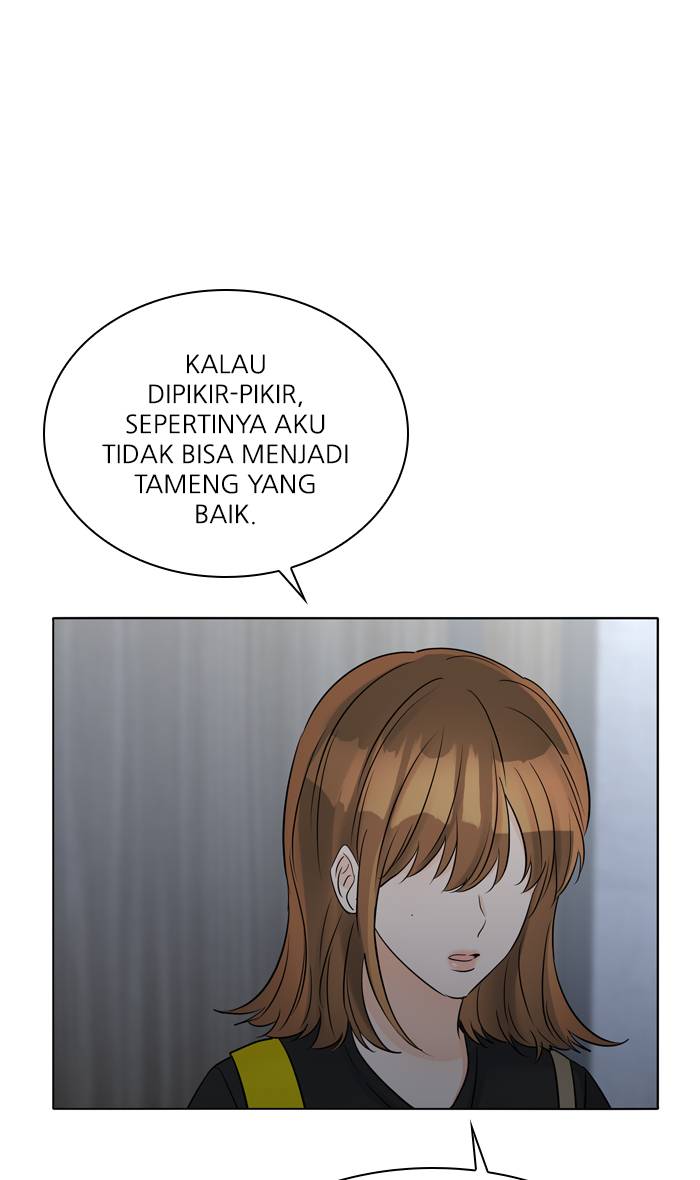 KALAU
DIPIKIR-PIKIR,
SEPERTINYA AKU
TIDAK BISA MENJADI
TAMENG YANG
BAIK.